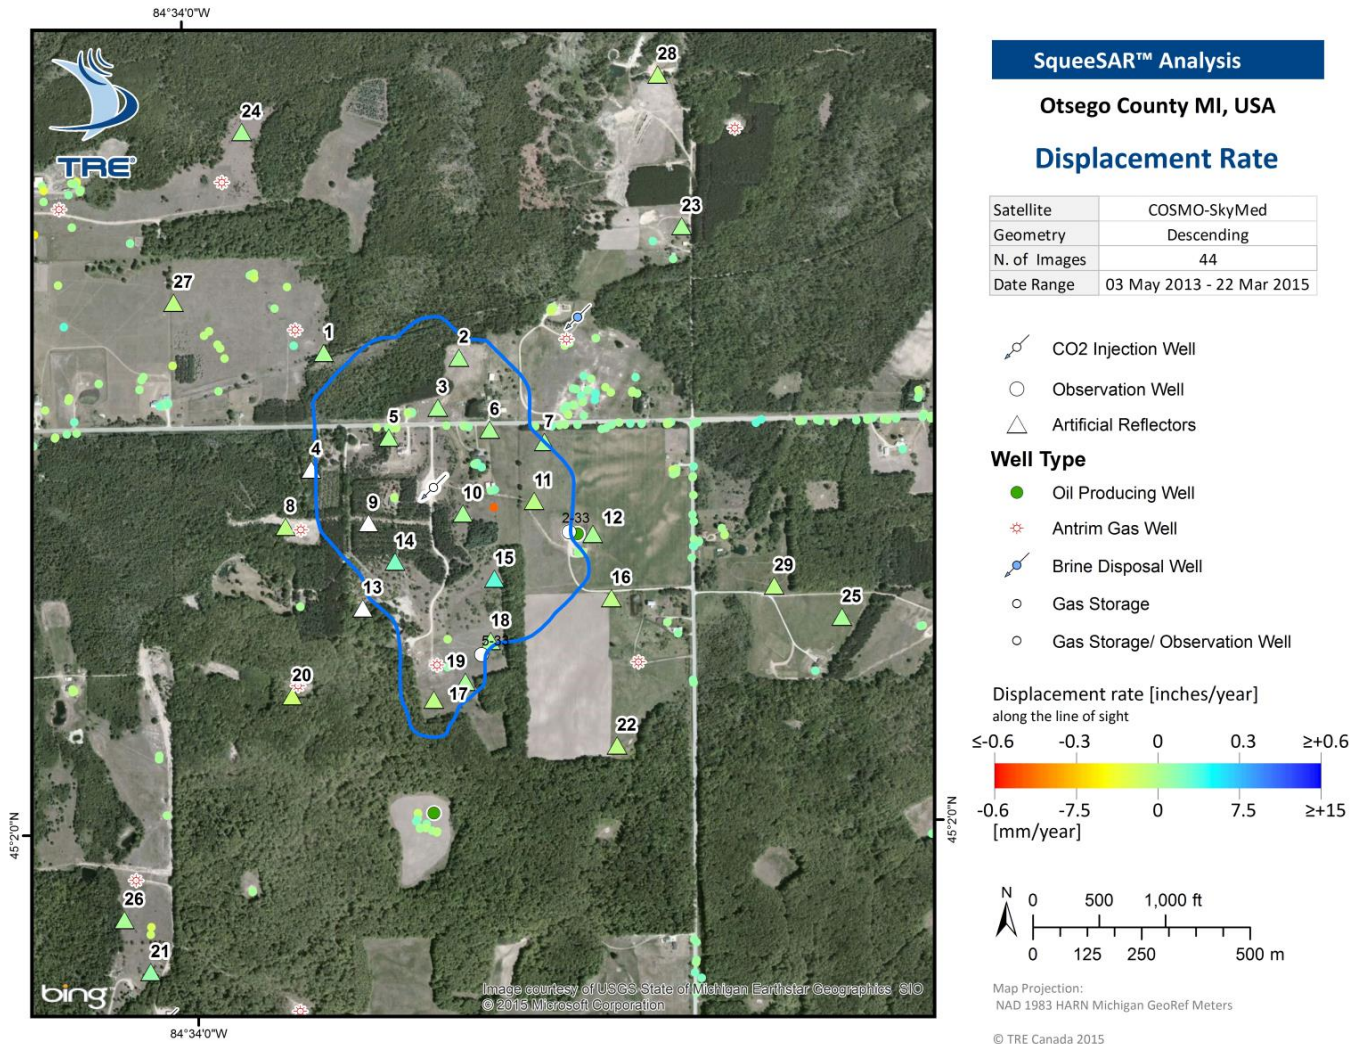 84°34'0"W
TRE
24
28
23
27
1
2
3
5
6
7
4
8
9
10
11
2-33
12
14
15
13
16
29
25
18
5-33
19
17
20
22
26
21
45°2'0"N
45°2'0"N
bing
Image courtesy of USGS State of Michigan Earthstar Geographics SIO
© 2015 Microsoft Corporation
84°34'0"W
SqueeSAR™ Analysis
Otsego County MI, USA
Displacement Rate
Satellite COSMO-SkyMed
Geometry Descending
N. of Images 44
Date Range 03 May 2013 - 22 Mar 2015
CO2 Injection Well
Observation Well
Artificial Reflectors
Well Type
Oil Producing Well
Antrim Gas Well
Brine Disposal Well
Gas Storage
Gas Storage/ Observation Well
Displacement rate [inches/year]
along the line of sight
≤-0.6 -0.3 0 0.3 ≥+0.6
-0.6 -7.5 0 7.5 ≥+15
[mm/year]
N
0 500 1,000 ft
0 125 250 500 m
Map Projection:
NAD 1983 HARN Michigan GeoRef Meters
© TRE Canada 2015